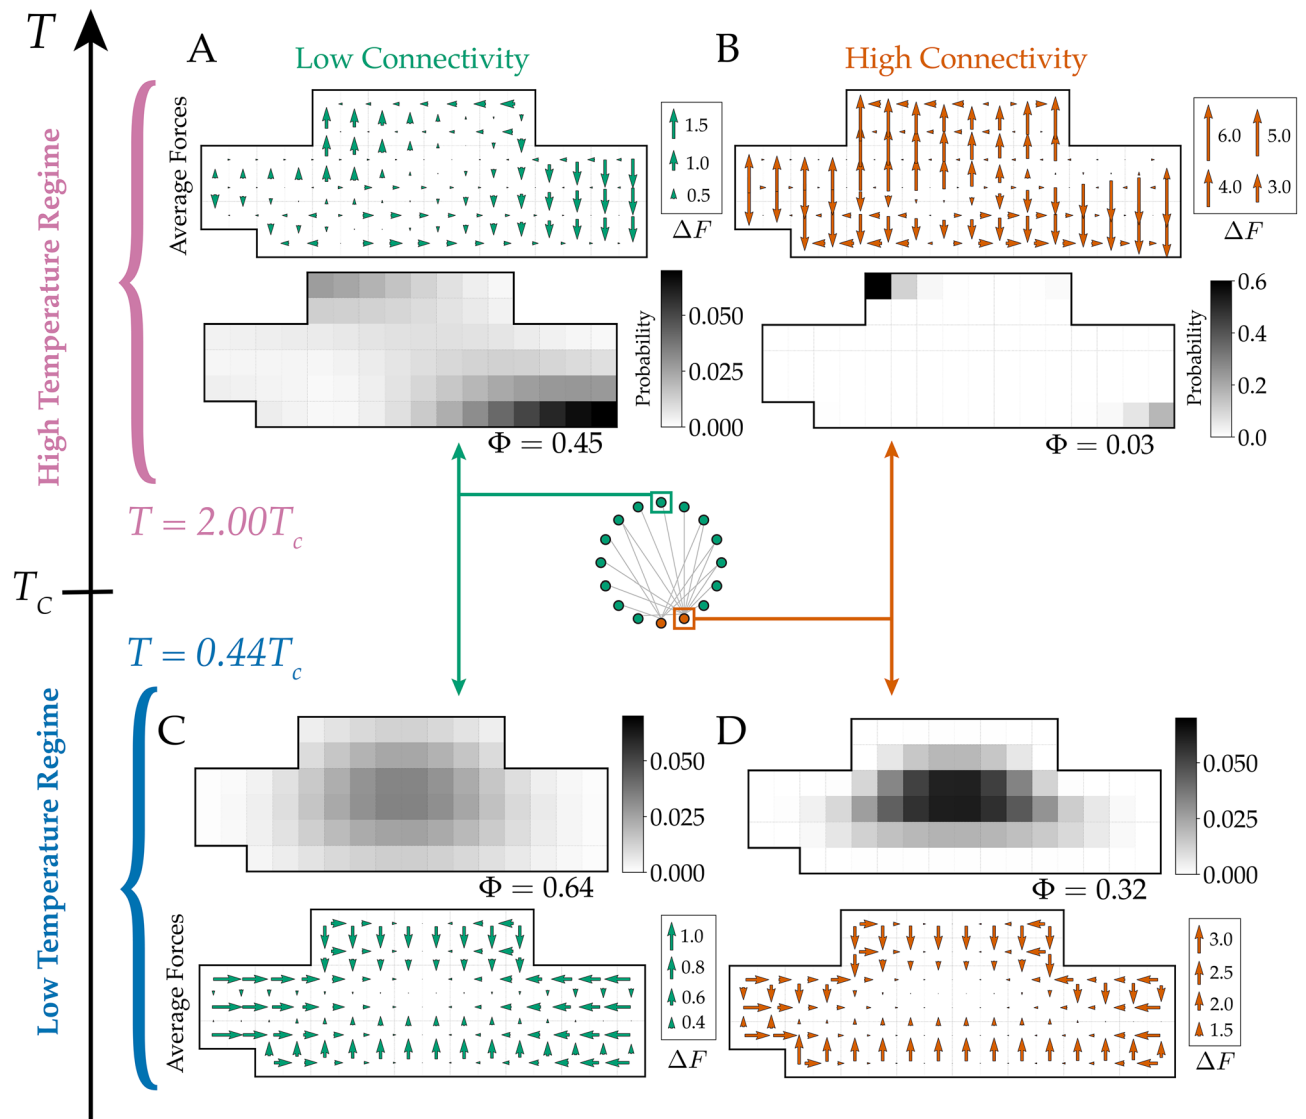 T
A
B
Low Connectivity
High Connectivity
High Temperature Regime
Average Forces
1.5
1.0
0.5
ΔF
6.0
5.0
4.0
3.0
ΔF
Probability
0.050
0.025
0.000
Φ = 0.45
Probability
0.6
0.4
0.2
0.0
Φ = 0.03
T = 2.00T_c
T_C
T = 0.44T_c
Low Temperature Regime
C
D
0.050
0.025
0.000
Φ = 0.64
0.050
0.025
0.000
Φ = 0.32
Average Forces
1.0
0.8
0.6
0.4
ΔF
3.0
2.5
2.0
1.5
ΔF